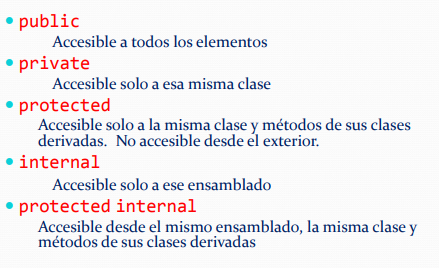 public
Accesible a todos los elementos
private
Accesible solo a esa misma clase
protected
Accesible solo a la misma clase y métodos de sus clases
derivadas. No accesible desde el exterior.
internal
Accesible solo a ese ensamblado
protected internal
Accesible desde el mismo ensamblado, la misma clase y
métodos de sus clases derivadas